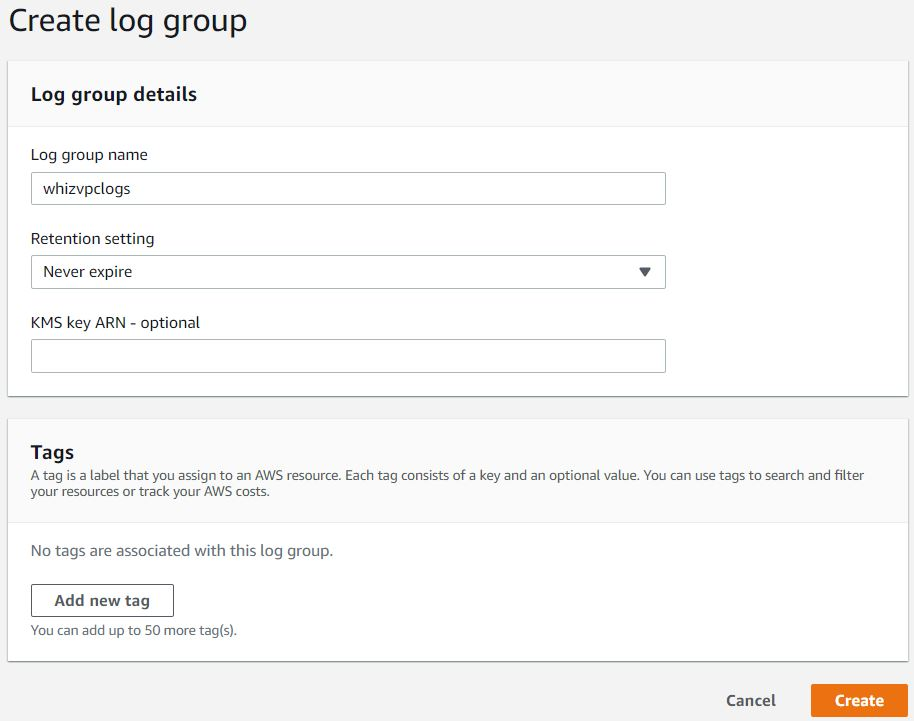 Create log group
Log group details
Log group name
whizvpclogs
Retention setting
Never expire
KMS key ARN - optional
Tags
A tag is a label that you assign to an AWS resource. Each tag consists of a key and an optional value. You can use tags to search and filter
your resources or track your AWS costs.
No tags are associated with this log group.
Add new tag
You can add up to 50 more tag(s).
Cancel
Create